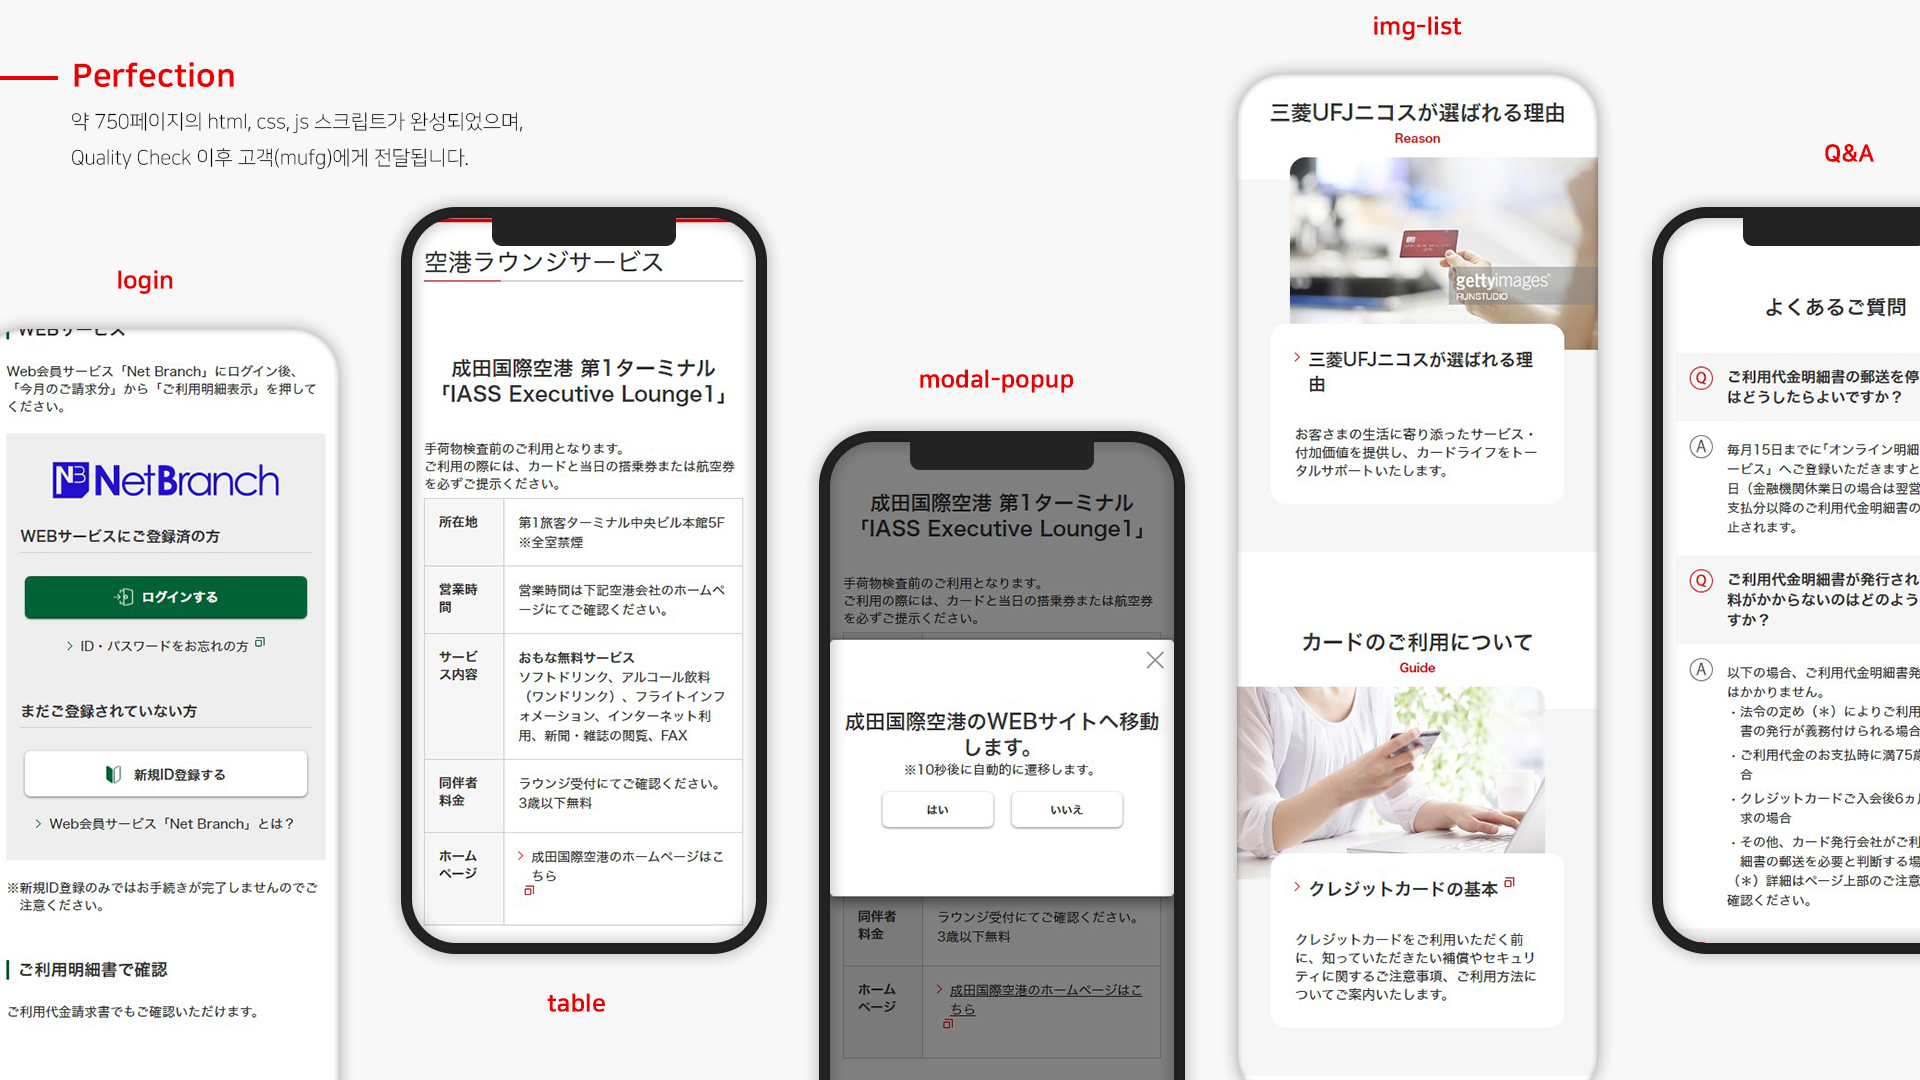 Perfection
약 750페이지의 html, css, js 스크립트가 완성되었으며,
Quality Check 이후 고객(mufg)에게 전달됩니다.
login
WEBサービス
Web会員サービス「Net Branch」にログイン後、
「今月のご請求分」から「ご利用明細表示」を押して
ください。
NB NetBranch
WEBサービスにご登録済の方
ログインする
ID・パスワードをお忘れの方
まだご登録されていない方
新規ID登録する
Web会員サービス「Net Branch」とは？
※新規ID登録のみではお手続きが完了しませんのでご
注意ください。
ご利用明細書で確認
ご利用代金請求書でもご確認いただけます。
空港ラウンジサービス
成田国際空港 第1ターミナル
「IASS Executive Lounge1」
手荷物検査前のご利用となります。
ご利用の際には、カードと当日の搭乗券または航空券
を必ずご提示ください。
所在地
第1旅客ターミナル中央ビル本館5F
※全室禁煙
営業時
間
営業時間は下記空港会社のホームペ
ージにてご確認ください。
サービ
ス内容
おもな無料サービス
ソフトドリンク、アルコール飲料
（ワンドリンク）、フライトインフ
ォメーション、インターネット利
用、新聞・雑誌の閲覧、FAX
同伴者
料金
ラウンジ受付にてご確認ください。
3歳以下無料
ホーム
ページ
成田国際空港のホームページはこ
ちら
table
modal-popup
成田国際空港 第1ターミナル
「IASS Executive Lounge1」
手荷物検査前のご利用となります。
ご利用の際には、カードと当日の搭乗券または航空券
を必ずご提示ください。
成田国際空港のWEBサイトへ移動
します。
※10秒後に自動的に遷移します。
はい
いいえ
同伴者
料金
ラウンジ受付にてご確認ください。
3歳以下無料
ホーム
ページ
成田国際空港のホームページはこ
ちら
img-list
三菱UFJニコスが選ばれる理由
Reason
gettyimages
RUNSTUDIO
三菱UFJニコスが選ばれる理
由
お客さまの生活に寄り添ったサービス・
付加価値を提供し、カードライフをトー
タルサポートいたします。
カードのご利用について
Guide
クレジットカードの基本
クレジットカードをご利用いただく前
に、知っていただきたい補償やセキュリ
ティに関するご注意事項、ご利用方法に
ついてご案内いたします。
Q&A
よくあるご質問
Q
ご利用代金明細書の郵送を停
はどうしたらよいですか？
A
毎月15日までに「オンライン明細
ービス」へご登録いただきますと
日（金融機関休業日の場合は翌営
支払分以降のご利用代金明細書の
止されます。
Q
ご利用代金明細書が発行され
料がかからないのはどのよう
すか？
A
以下の場合、ご利用代金明細書発
はかかりません。
・法令の定め（＊）によりご利用
書の発行が義務付けられる場合
・ご利用代金のお支払時に満75歳
合
・クレジットカードご入会後6ヵ月
求の場合
・その他、カード発行会社がご利
細書の郵送を必要と判断する場
（＊）詳細はページ上部のご注意
確認ください。